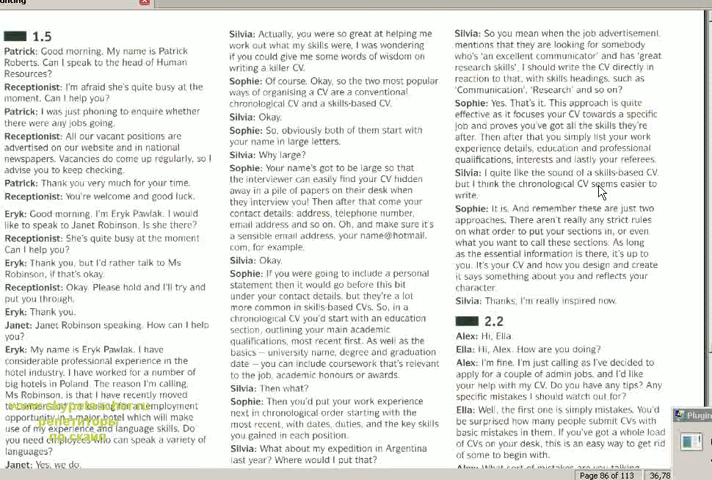 1.5
Patrick: Good morning. My name is Patrick
Roberts. Can I speak to the head of Human
Resources?
Receptionist: I'm afraid she's quite busy at the
moment. Can I help you?
Patrick: I was just phoning to enquire whether
there were any jobs going.
Receptionist: All our vacant positions are
advertised on our website and in national
newspapers. Vacancies do come up regularly, so I
advise you to keep checking.
Patrick: Thank you very much for your time.
Receptionist: You're welcome and good luck.
Eryk: Good morning. I'm Eryk Pawlak. I would
like to speak to Janet Robinson. Is she there?
Receptionist: She's quite busy at the moment
Can I help you?
Eryk: Thank you, but I'd rather talk to Ms
Robinson, if that's okay.
Receptionist: Okay. Please hold and I'll try and
put you through.
Eryk: Thank you.
Janet: Janet Robinson speaking. How can I help
you?
Eryk: My name is Eryk Pawlak. I have
considerable professional experience in the
hotel industry. I have worked for a number of
big hotels in Poland. The reason I'm calling,
Ms Robinson, is that I have recently moved
opportunity in a major hotel which will make
use of my experience and language skills. Do
you need employees who can speak a variety of
languages?
Janet: Yes, we do.
репетиторы
по скайп
Silvia: Actually, you were so great at helping me
work out what my skills were, I was wondering
if you could give me some words of wisdom on
writing a killer CV.
Sophie: Of course. Okay, so the two most popular
ways of organising a CV are a conventional
chronological CV and a skills-based CV.
Silvia: Okay.
Sophie: So, obviously both of them start with
your name in large letters.
Silvia: Why large?
Sophie: Your name's got to be large so that
the interviewer can easily find your CV hidden
away in a pile of papers on their desk when
they interview you! Then after that come your
contact details: address, telephone number,
email address and so on. Oh, and make sure it's
a sensible email address, your name@hotmail.
com, for example.
Silvia: Okay.
Sophie: If you were going to include a personal
statement then it would go before this bit
under your contact details, but they're a lot
more common in skills-based CVs. So, in a
chronological CV you'd start with an education
section, outlining your main academic
qualifications, most recent first. As well as the
basics – university name, degree and graduation
date – you can include coursework that's relevant
to the job, academic honours or awards.
Silvia: Then what?
Sophie: Then you'd put your work experience
next in chronological order starting with the
most recent, with dates, duties, and the key skills
you gained in each position.
Silvia: What about my expedition in Argentina
last year? Where would I put that?
Silvia: So you mean when the job advertisement
mentions that they are looking for somebody
who's 'an excellent communicator' and has 'great
research skills', I should write the CV directly in
reaction to that, with skills headings, such as
'Communication', 'Research' and so on?
Sophie: Yes. That's it. This approach is quite
effective as it focuses your CV towards a specific
job and proves you've got all the skills they're
after. Then after that you simply list your work
experience details, education and professional
qualifications, interests and lastly your referees.
Silvia: I quite like the sound of a skills-based CV.
but I think the chronological CV seems easier to
write.
Sophie: It is. And remember these are just two
approaches. There aren't really any strict rules
on what order to put your sections in, or even
what you want to call these sections. As long
as the essential information is there, it's up to
you. It's your CV and how you design and create
it says something about you and reflects your
character.
Silvia: Thanks, I'm really inspired now.
2.2
Alex: Hi, Ella.
Ella: Hi, Alex. How are you doing?
Alex: I'm fine. I'm just calling as I've decided
to apply for a couple of admin jobs, and I'd like
your help with my CV. Do you have any tips? Any
specific mistakes I should watch out for?
Ella: Well, the first one is simply mistakes. You'd
be surprised how many people submit CVs with
basic mistakes in them. If you've got a whole load
of CVs on your desk, this is an easy way to get rid
of some to begin with.
Plugin
Page 86 of 113
36,78